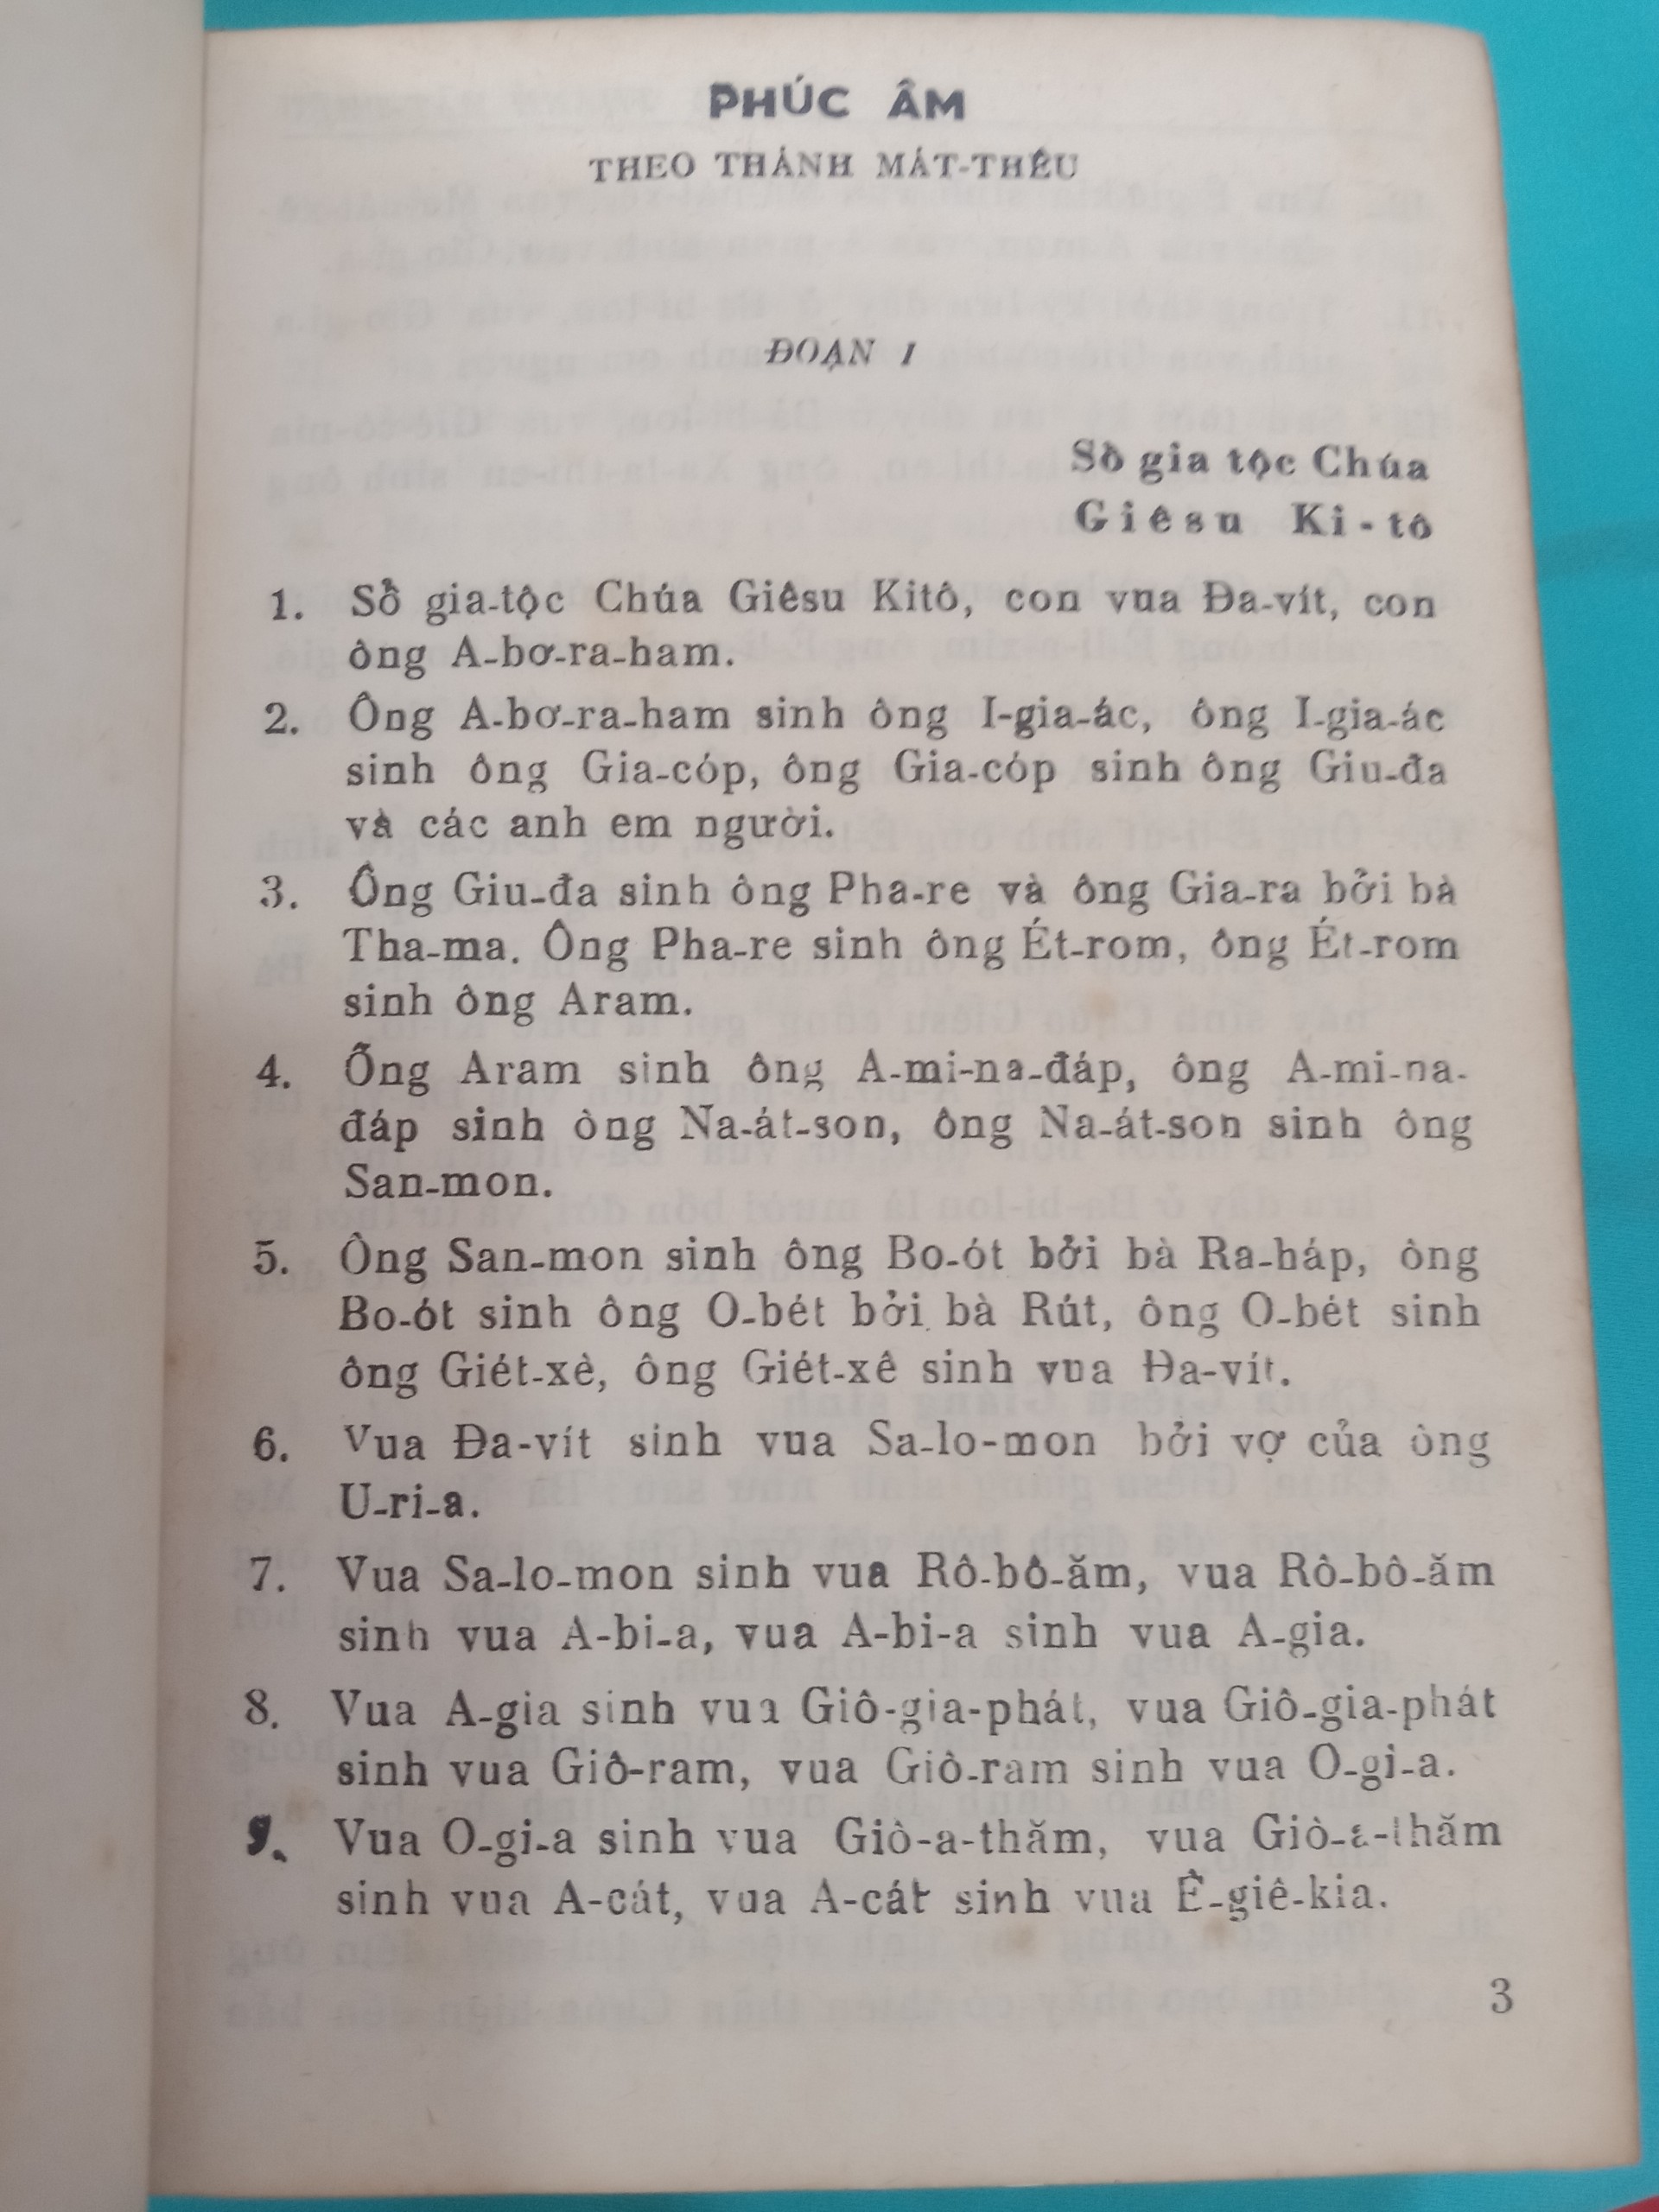 PHÚC ÂM
THEO THÁNH MÁT-THÊU
ĐOẠN I
Sồ gia tộc Chúa
Giêsu Ki-tô
1. Sồ gia-tộc Chúa Giêsu Kitô, con vua Đa-vít, con
ông A-bơ-ra-ham.
2. Ông A-bơ-ra-ham sinh ông I-gia-ác, ông I-gia-ác
sinh ông Gia-cóp, ông Gia-cóp sinh ông Giu-đa
và các anh em người.
3. Ông Giu-đa sinh ông Pha-re và ông Gia-ra bởi bà
Tha-ma. Ông Pha-re sinh ông Ét-rom, ông Ét-rom
sinh ông Aram.
4. Ông Aram sinh ông A-mi-na-đáp, ông A-mi-na-
đáp sinh òng Na-át-son, ông Na-át-son sinh ông
San-mon.
5. Ông San-mon sinh ông Bo-ót bởi bà Ra-háp, ông
Bo-ót sinh ông O-bét bởi bà Rút, ông O-bét sinh
ông Giét-xè, ông Giét-xê sinh vua Đa-vít.
6. Vua Đa-vít sinh vua Sa-lo-mon bởi vợ của òng
U-ri-a.
7. Vua Sa-lo-mon sinh vua Rô-bô-ăm, vua Rô-bô-ăm
sinh vua A-bi-a, vua A-bi-a sinh vua A-gia.
8. Vua A-gia sinh vua Giô-gia-phát, vua Giô-gia-phát
sinh vua Giô-ram, vua Giò-ram sinh vua O-gi-a.
9. Vua O-gi-a sinh vua Giò-a-thăm, vua Giò-a-thăm
sinh vua A-cát, vua A-cát sinh vua Ê-giê-kia.
3